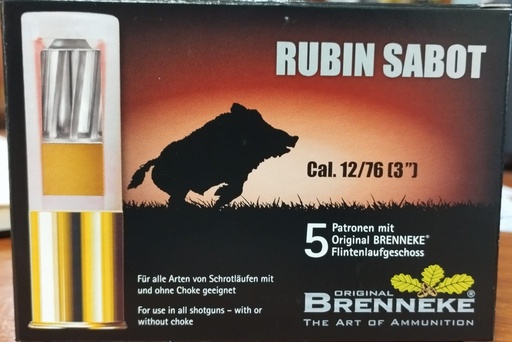 RUBIN SABOT
Cal. 12/76 (3”)
5 Patronen mit
Original BRENNEKE®
Flintenlaufgeschoss
Für alle Arten von Schrotläufen mit
und ohne Choke geeignet
For use in all shotguns – with or
without choke
ORIGINAL
BRENNEKE®
THE ART OF AMMUNITION